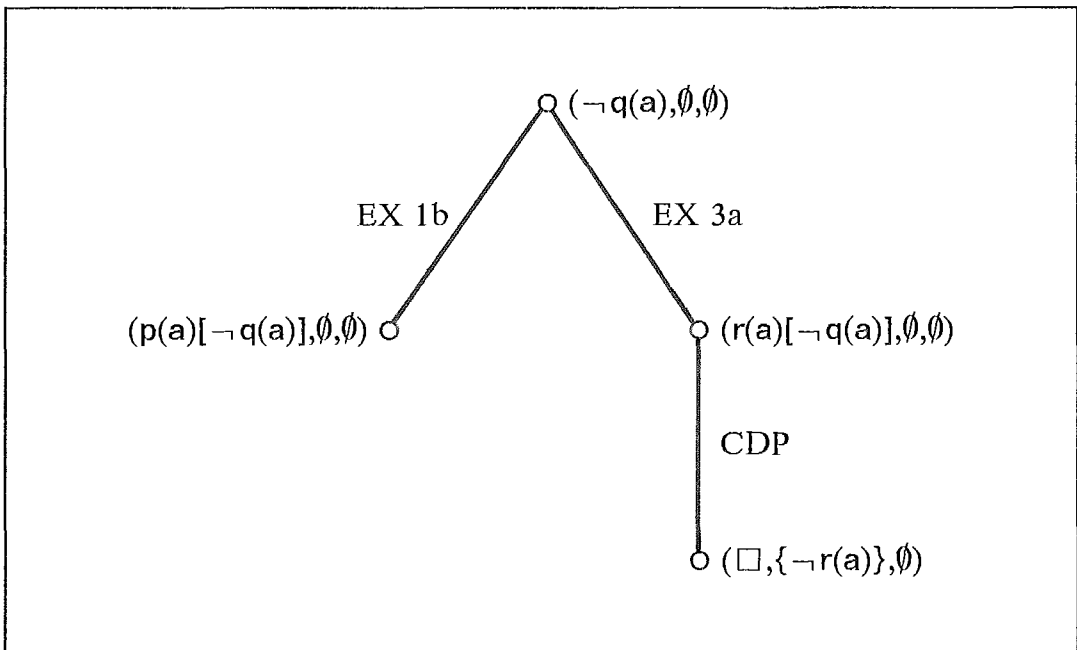 (¬q(a),∅,∅)
EX 1b
EX 3a
(p(a)[¬q(a)],∅,∅)
(r(a)[¬q(a)],∅,∅)
CDP
(□,{¬r(a)},∅)